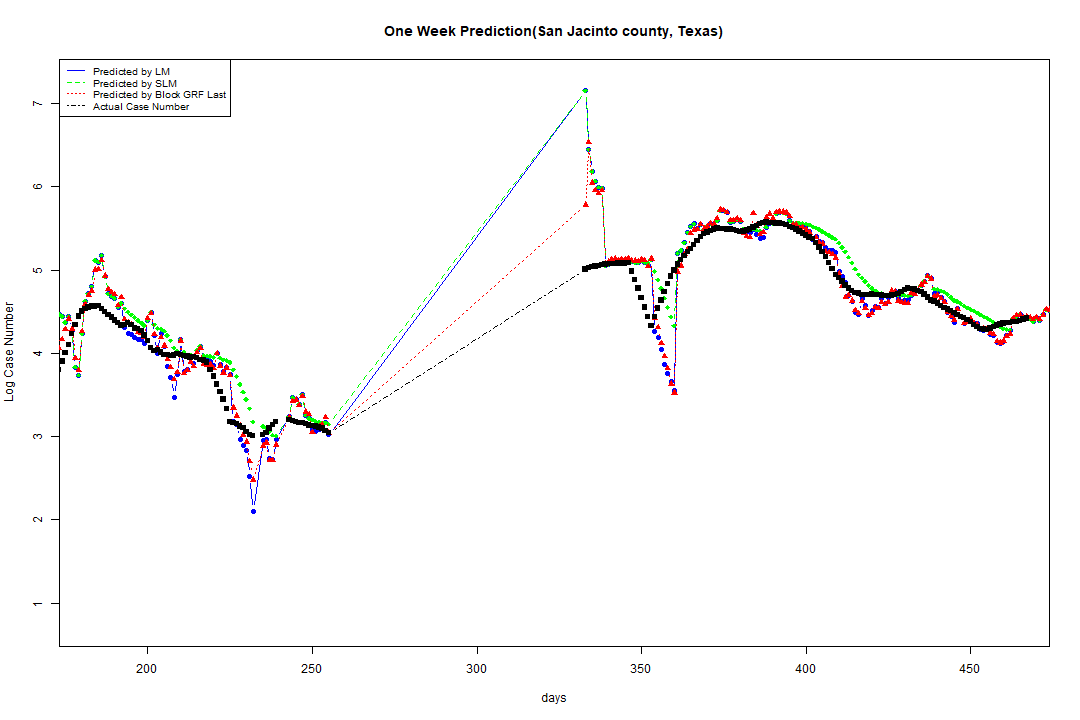 One Week Prediction(San Jacinto county, Texas)
Predicted by LM
Predicted by SLM
Predicted by Block GRF Last
Actual Case Number
7
6
5
4
3
2
1
Log Case Number
200 250 300 350 400 450
days